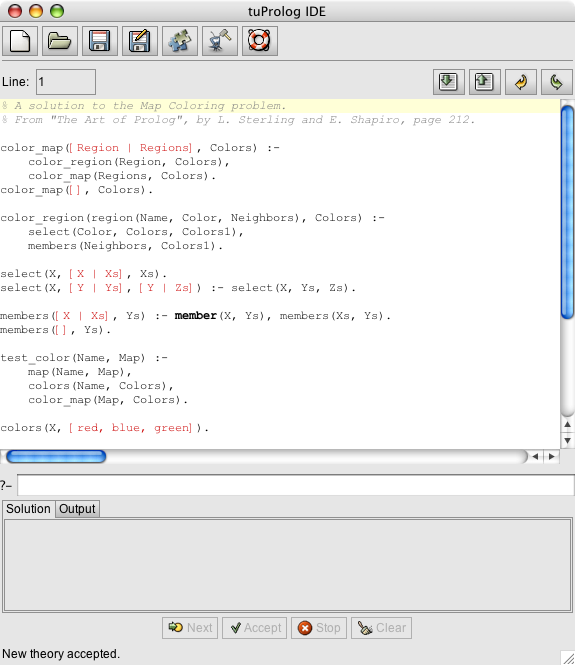 tuProlog IDE
Line: 1
% A solution to the Map Coloring problem.
% From "The Art of Prolog", by L. Sterling and E. Shapiro, page 212.
color_map([Region | Regions], Colors) :-
    color_region(Region, Colors),
    color_map(Regions, Colors).
color_map([], Colors).
color_region(region(Name, Color, Neighbors), Colors) :-
    select(Color, Colors, Colors1),
    members(Neighbors, Colors1).
select(X, [X | Xs], Xs).
select(X, [Y | Ys], [Y | Zs]) :- select(X, Ys, Zs).
members([X | Xs], Ys) :- member(X, Ys), members(Xs, Ys).
members([], Ys).
test_color(Name, Map) :-
    map(Name, Map),
    colors(Name, Colors),
    color_map(Map, Colors).
colors(X, [red, blue, green]).
?-
Solution Output
Next Accept Stop Clear
New theory accepted.